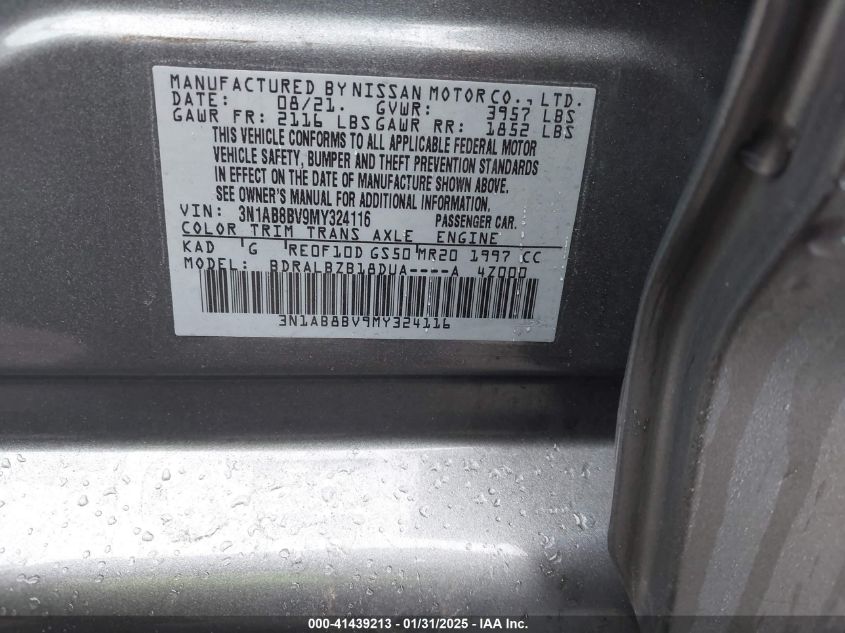 MANUFACTURED BY NISSAN MOTOR CO., LTD.
DATE: 08/21. GVWR: 3957 LBS
GAWR FR: 2116 LBS GAWR RR: 1852 LBS
THIS VEHICLE CONFORMS TO ALL APPLICABLE FEDERAL MOTOR
VEHICLE SAFETY, BUMPER AND THEFT PREVENTION STANDARDS
IN EFFECT ON THE DATE OF MANUFACTURE SHOWN ABOVE.
SEE OWNER'S MANUAL FOR ADDITIONAL INFORMATION.
VIN: 3N1AB8BV9MY324116 PASSENGER CAR.
COLOR TRIM TRANS AXLE ENGINE
KAD G RE0F10D GS50 MR20 1997 CC
MODEL: BDRALBZB18DUA----A 47000
3N1AB8BV9MY324116
000-41439213 - 01/31/2025 - IAA Inc.